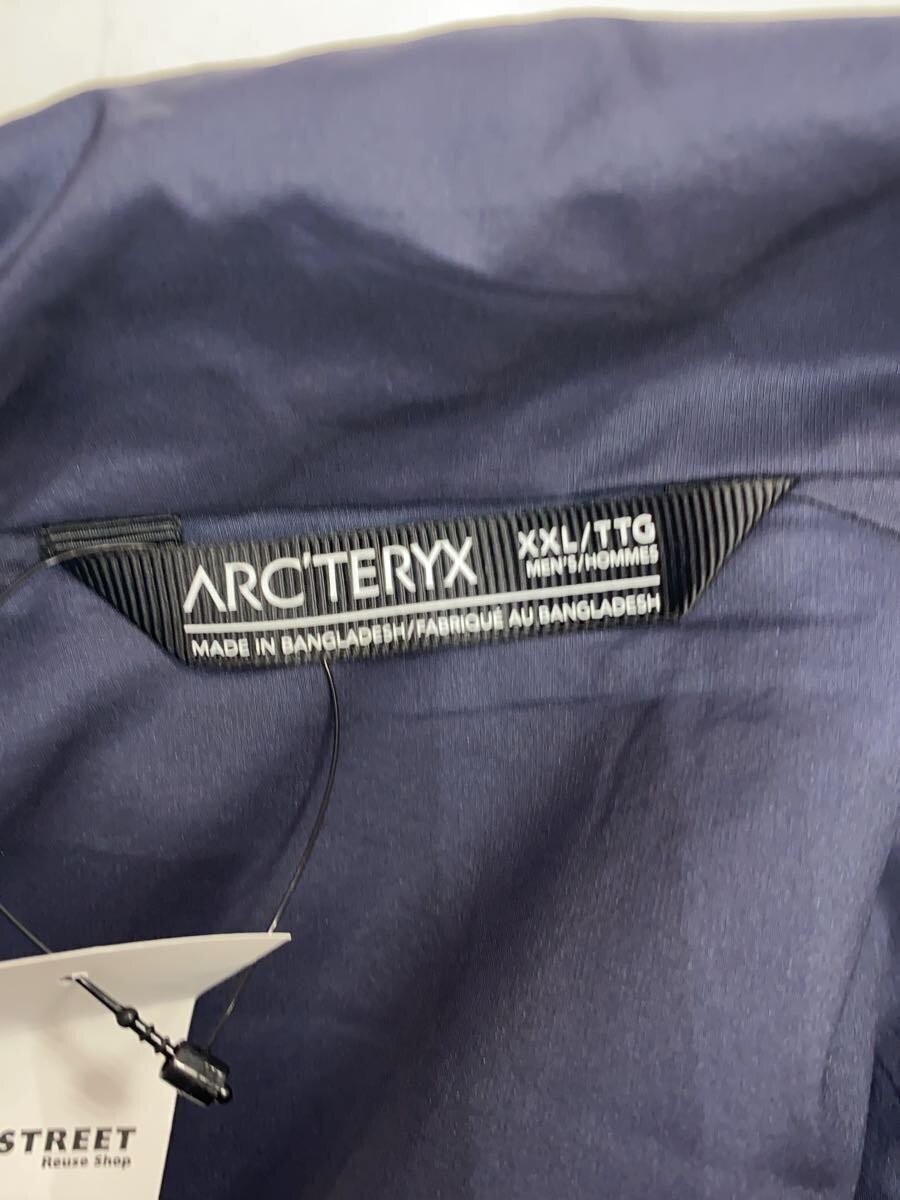 ARC'TERYX
XXL/TTG
MEN'S/HOMMES
MADE IN BANGLADESH/FABRIQUÉ AU BANGLADESH
STREET
Reuse Shop